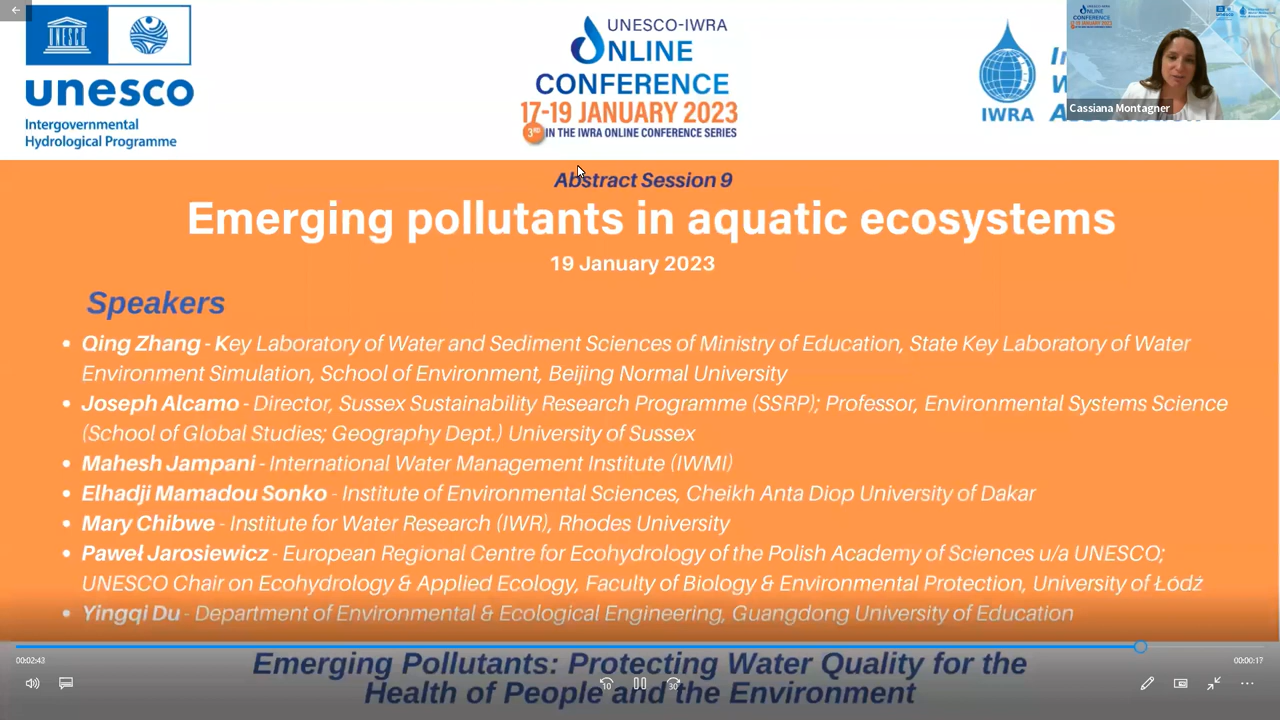 unesco
Intergovernmental
Hydrological Programme
UNESCO-IWRA
ONLINE
CONFERENCE
17-19 JANUARY 2023
3RD IN THE IWRA ONLINE CONFERENCE SERIES
IWRA
Cassiana Montagner
Abstract Session 9
Emerging pollutants in aquatic ecosystems
19 January 2023
Speakers
• Qing Zhang - Key Laboratory of Water and Sediment Sciences of Ministry of Education, State Key Laboratory of Water
Environment Simulation, School of Environment, Beijing Normal University
• Joseph Alcamo - Director, Sussex Sustainability Research Programme (SSRP); Professor, Environmental Systems Science
(School of Global Studies; Geography Dept.) University of Sussex
• Mahesh Jampani - International Water Management Institute (IWMI)
• Elhadji Mamadou Sonko - Institute of Environmental Sciences, Cheikh Anta Diop University of Dakar
• Mary Chibwe - Institute for Water Research (IWR), Rhodes University
• Paweł Jarosiewicz - European Regional Centre for Ecohydrology of the Polish Academy of Sciences u/a UNESCO;
UNESCO Chair on Ecohydrology & Applied Ecology, Faculty of Biology & Environmental Protection, University of Łódź
• Yingqi Du - Department of Environmental & Ecological Engineering, Guangdong University of Education
00:02:43
00:00:17
Emerging Pollutants: Protecting Water Quality for the
Health of People and the Environment
10
30